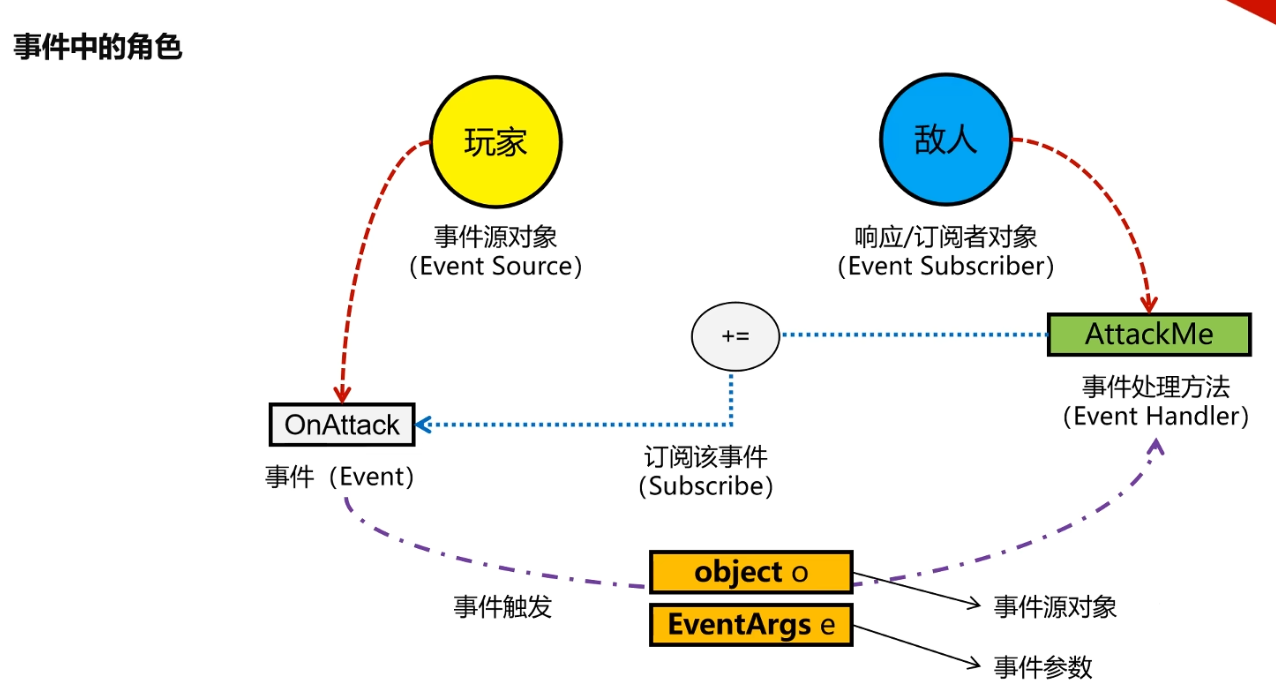 事件中的角色
玩家
敌人
事件源对象
（Event Source）
响应/订阅者对象
（Event Subscriber）
+=
AttackMe
事件处理方法
（Event Handler）
OnAttack
事件（Event）
订阅该事件
（Subscribe）
object o
事件触发
事件源对象
EventArgs e
事件参数